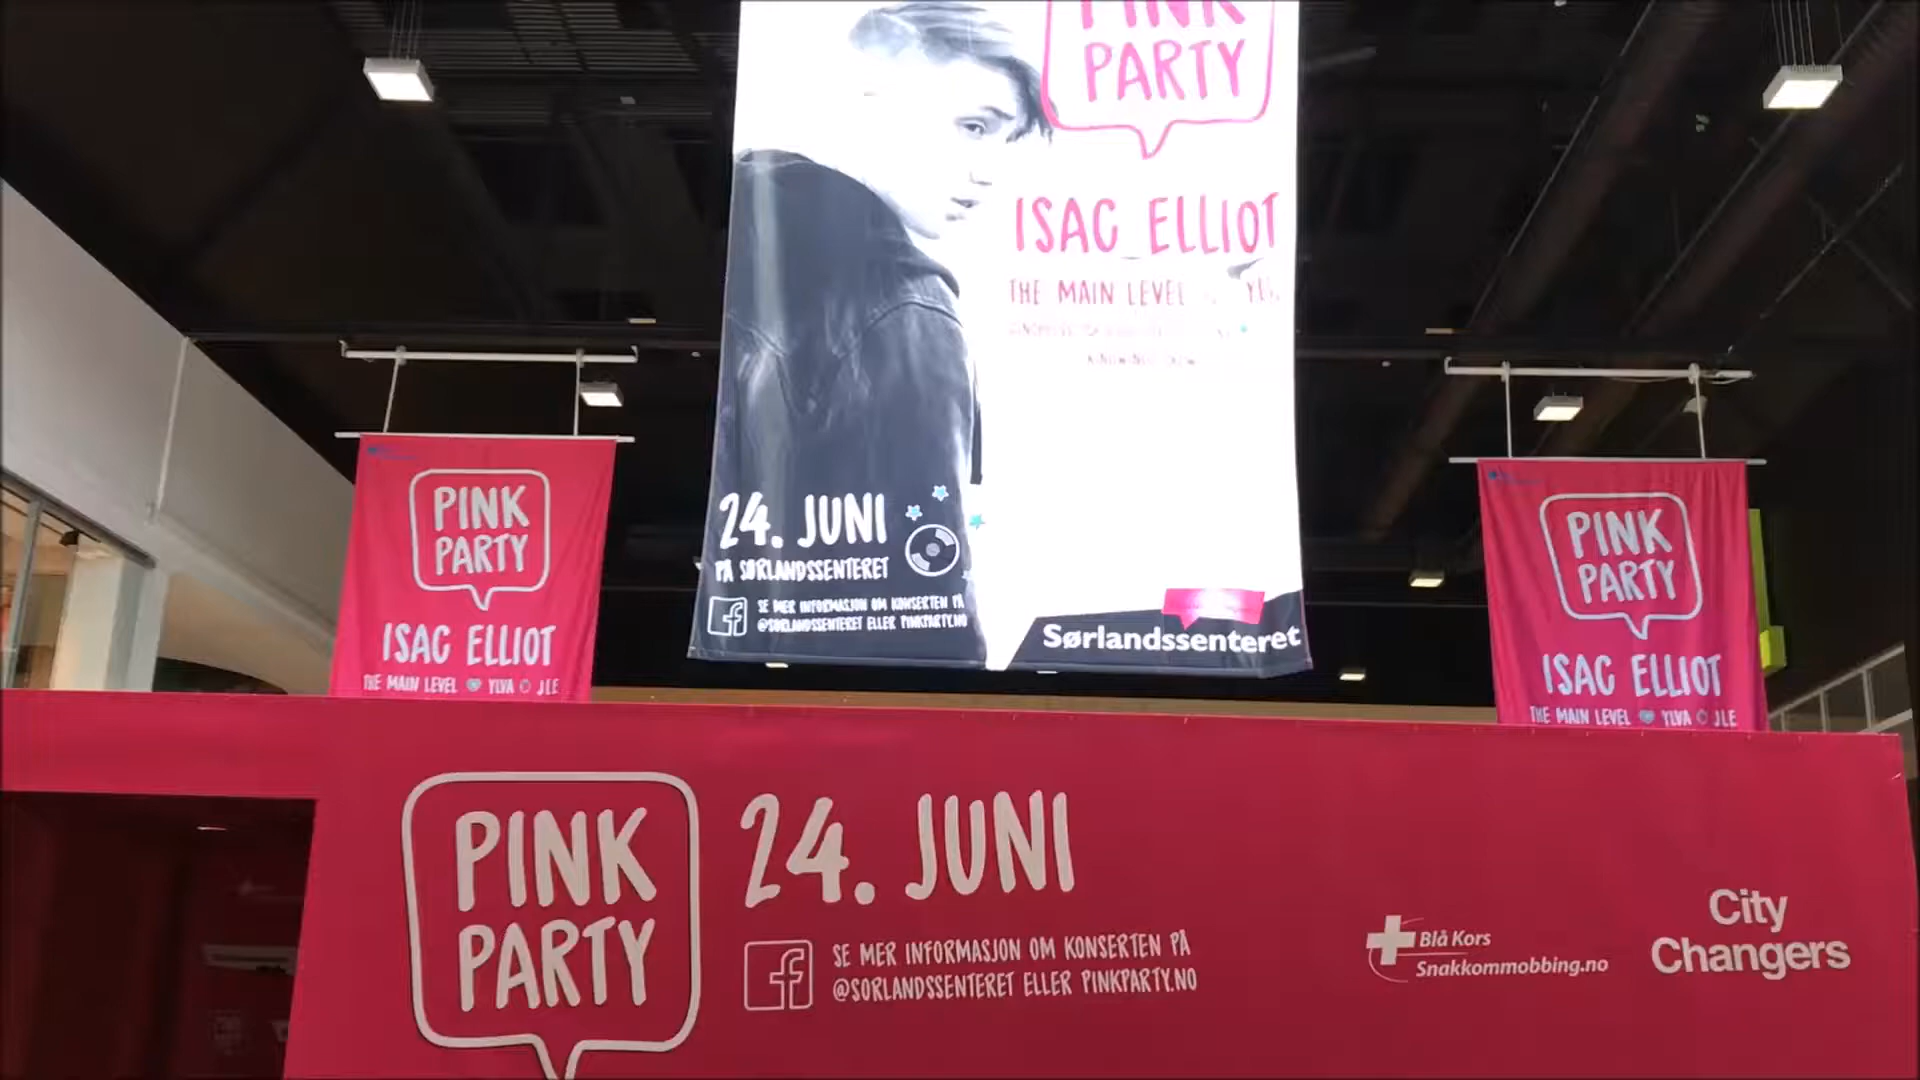 PINK
PARTY
ISAC ELLIOT
THE MAIN LEVEL
24. JUNI
PÅ SØRLANDSSENTERET
SE MER INFORMASJON OM KONSERTEN PÅ
@SORLANDSSENTERET ELLER PINKPARTY.NO
Sørlandssenteret
PINK
PARTY
ISAC ELLIOT
THE MAIN LEVEL YLVA JLE
PINK
PARTY
ISAC ELLIOT
THE MAIN LEVEL YLVA JLE
PINK
PARTY
24. JUNI
SE MER INFORMASJON OM KONSERTEN PÅ
@SORLANDSSENTERET ELLER PINKPARTY.NO
Blå Kors
Snakkommobbing.no
City
Changers